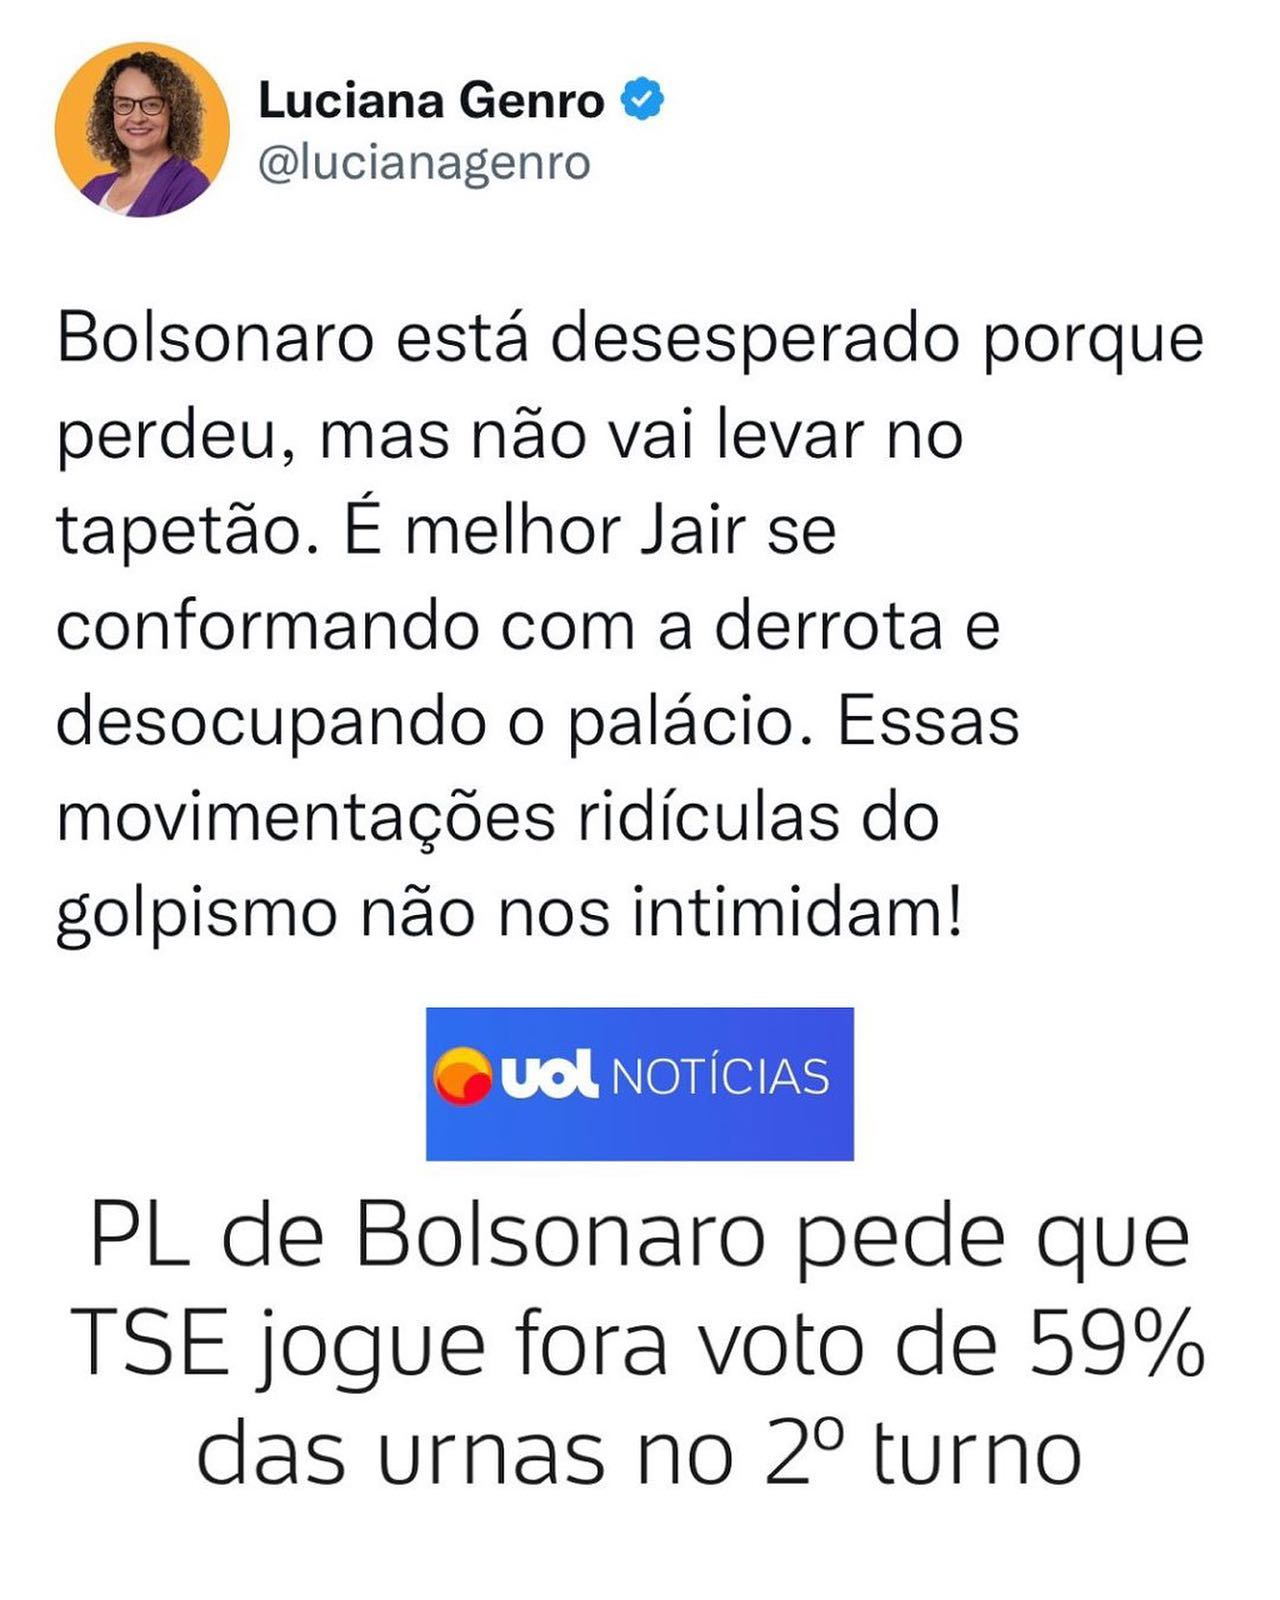 Luciana Genro
@lucianagenro
Bolsonaro está desesperado porque
perdeu, mas não vai levar no
tapetão. É melhor Jair se
conformando com a derrota e
desocupando o palácio. Essas
movimentações ridículas do
golpismo não nos intimidam!
uol NOTÍCIAS
PL de Bolsonaro pede que
TSE jogue fora voto de 59%
das urnas no 2º turno